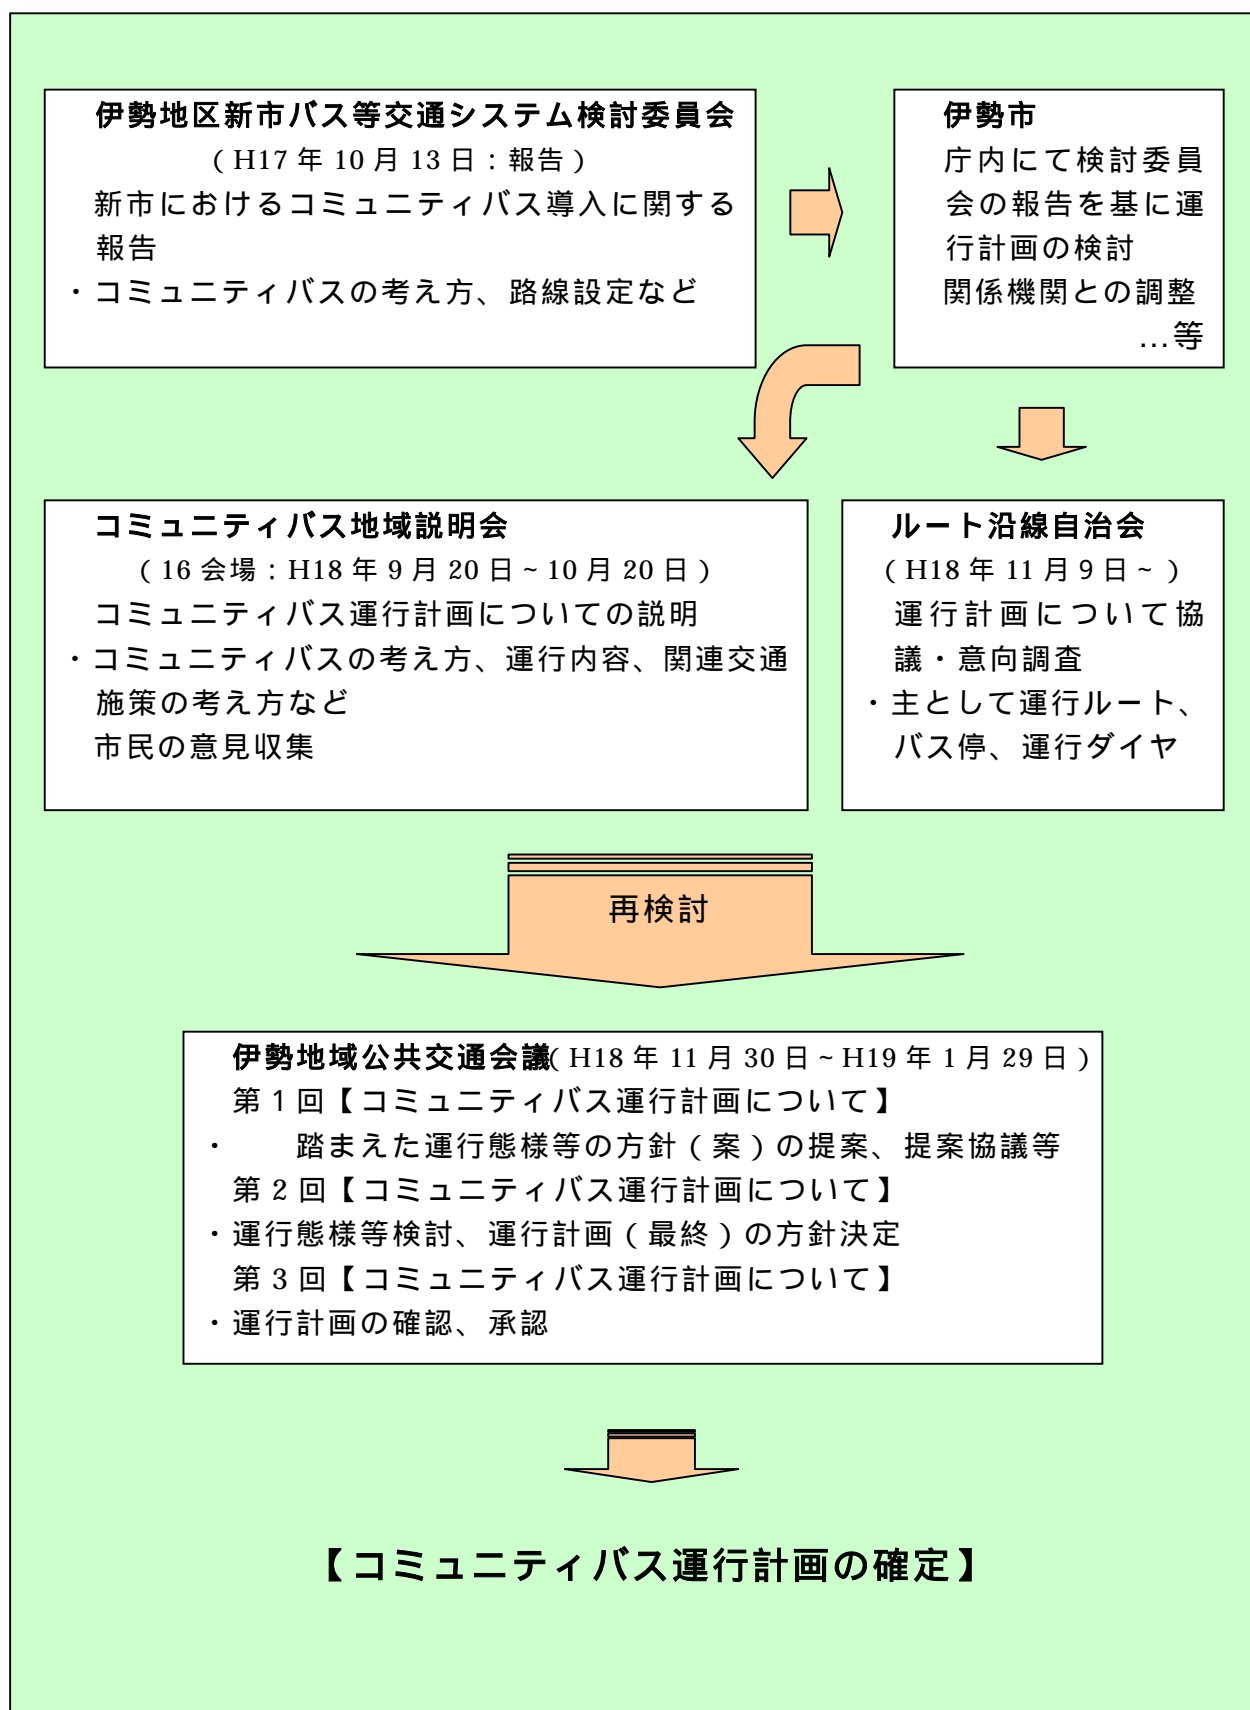 伊勢地区新市バス等交通システム検討委員会
（H17年10月13日：報告）
新市におけるコミュニティバス導入に関する
報告
・コミュニティバスの考え方、路線設定など
伊勢市
庁内にて検討委員
会の報告を基に運
行計画の検討
関係機関との調整
…等
コミュニティバス地域説明会
（16会場：H18年9月20日~10月20日）
コミュニティバス運行計画についての説明
・コミュニティバスの考え方、運行内容、関連交通
施策の考え方など
市民の意見収集
ルート沿線自治会
（H18年11月9日~）
運行計画について協
議・意向調査
・主として運行ルート、
バス停、運行ダイヤ
再検討
伊勢地域公共交通会議（H18年11月30日~H19年1月29日）
第1回【コミュニティバス運行計画について】
・　　踏まえた運行態様等の方針（案）の提案、提案協議等
第2回【コミュニティバス運行計画について】
・運行態様等検討、運行計画（最終）の方針決定
第3回【コミュニティバス運行計画について】
・運行計画の確認、承認
【コミュニティバス運行計画の確定】